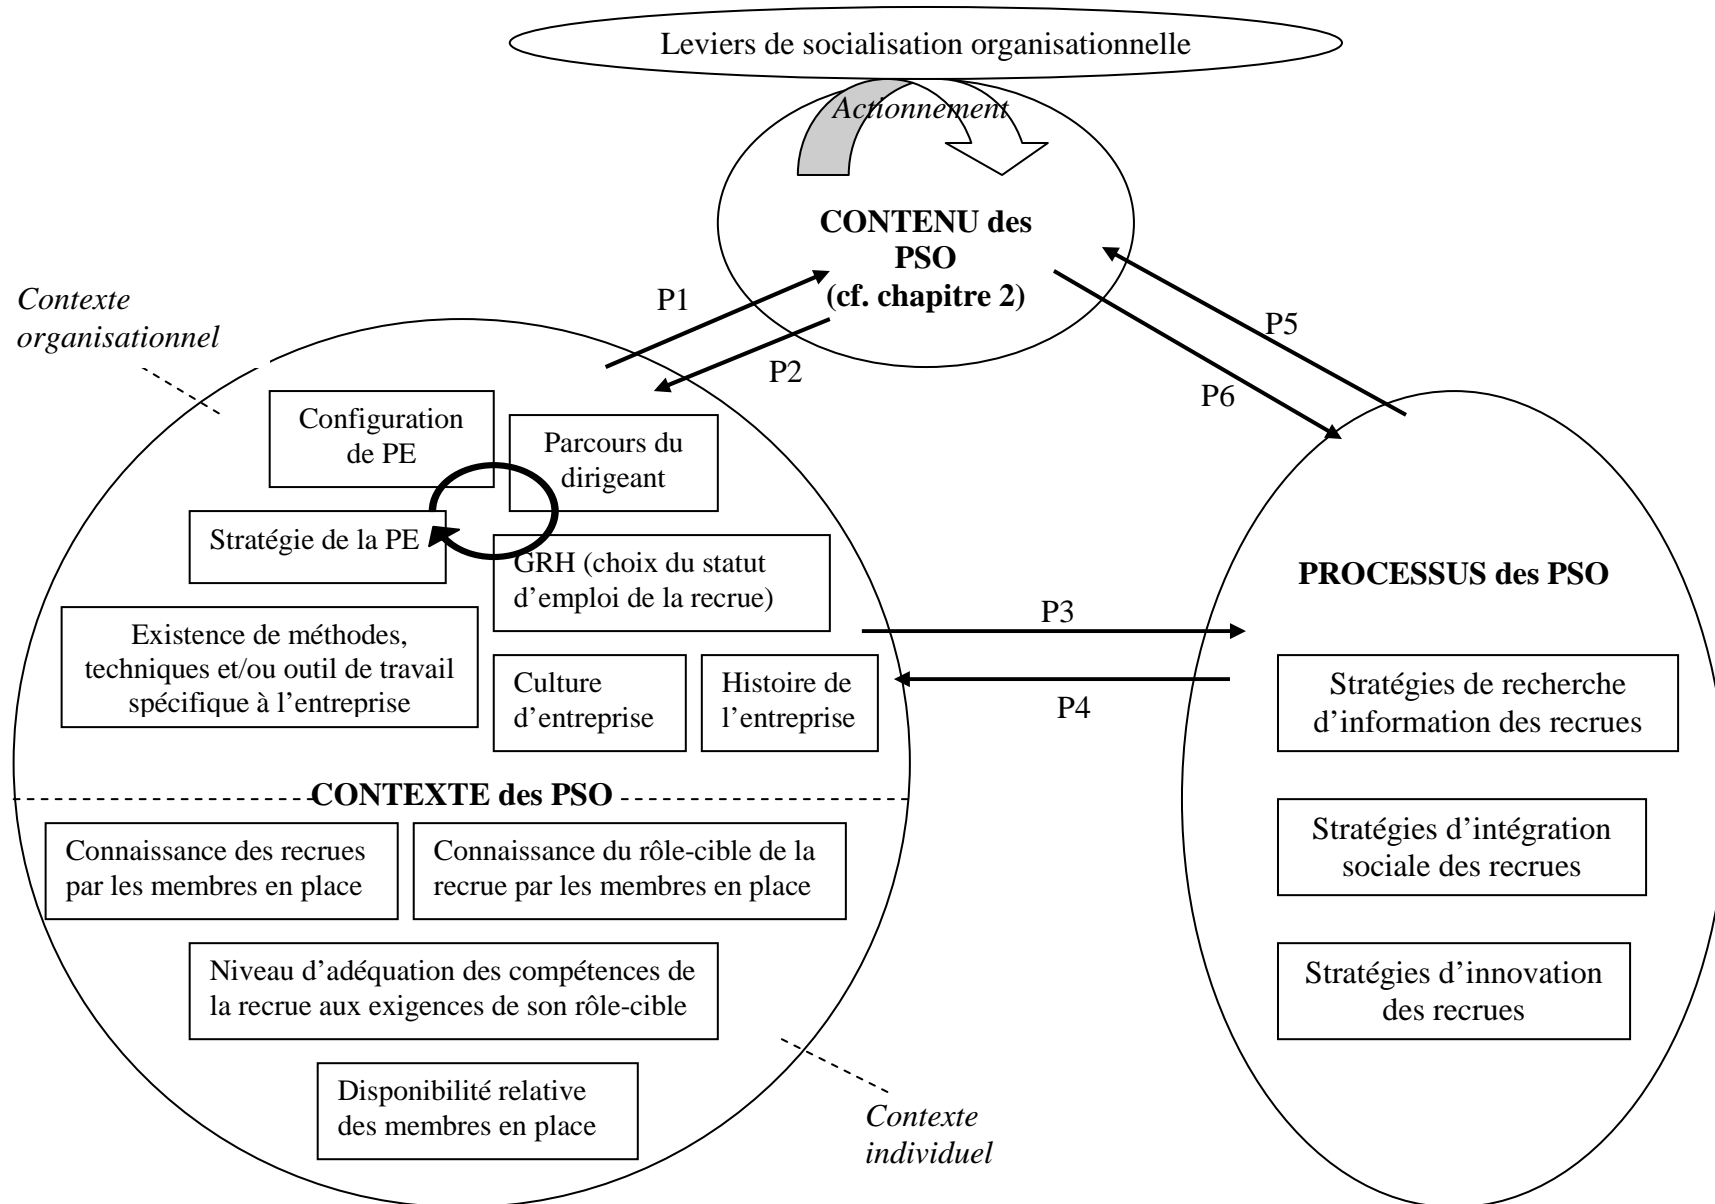 Leviers de socialisation organisationnelle
Actionnement
CONTENU des
PSO
(cf. chapitre 2)
Contexte
organisationnel
P1
P2
P5
P6
Configuration
de PE
Parcours du
dirigeant
Stratégie de la PE
GRH (choix du statut
d’emploi de la recrue)
Existence de méthodes,
techniques et/ou outil de travail
spécifique à l’entreprise
Culture
d’entreprise
Histoire de
l’entreprise
P3
P4
PROCESSUS des PSO
Stratégies de recherche
d’information des recrues
Stratégies d’intégration
sociale des recrues
Stratégies d’innovation
des recrues
CONTEXTE des PSO
Connaissance des recrues
par les membres en place
Connaissance du rôle-cible de la
recrue par les membres en place
Niveau d’adéquation des compétences de
la recrue aux exigences de son rôle-cible
Disponibilité relative
des membres en place
Contexte
individuel